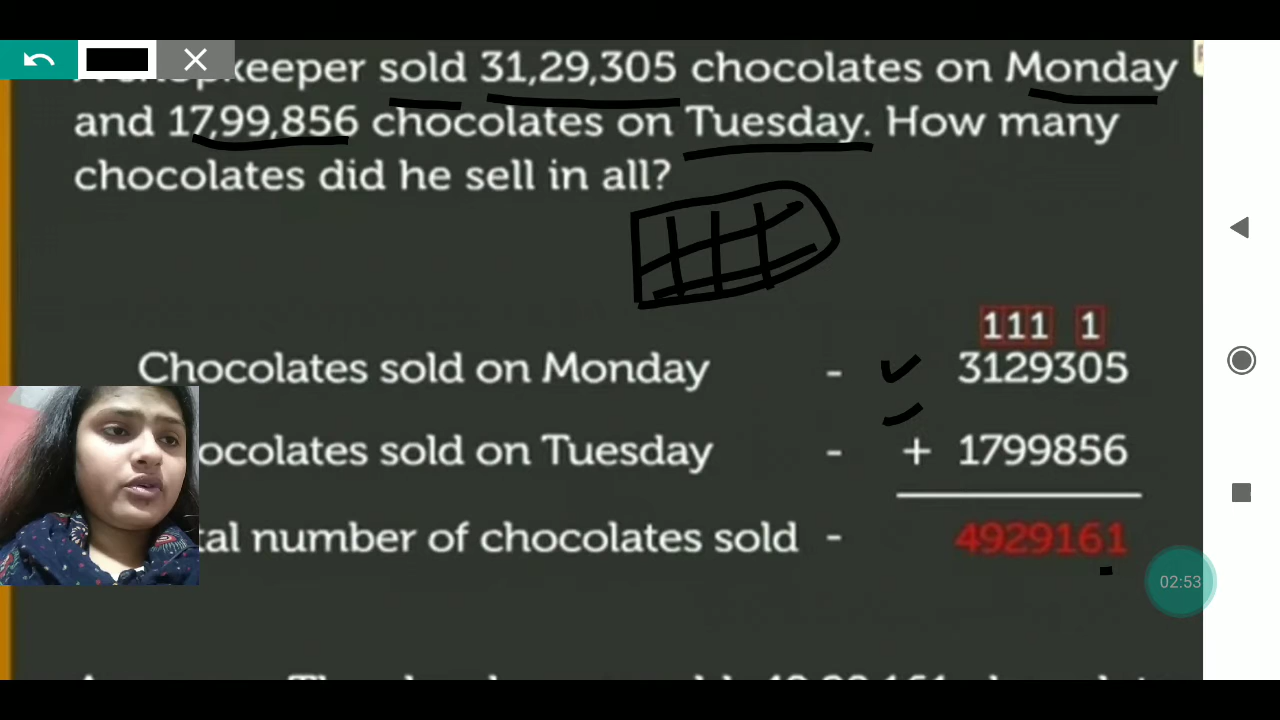 sold 31,29,305 chocolates on Monday
and 17,99,856 chocolates on Tuesday. How many
chocolates did he sell in all?
111 1
Chocolates sold on Monday - 3129305
ocolates sold on Tuesday - + 1799856
al number of chocolates sold - 4929161
02:53